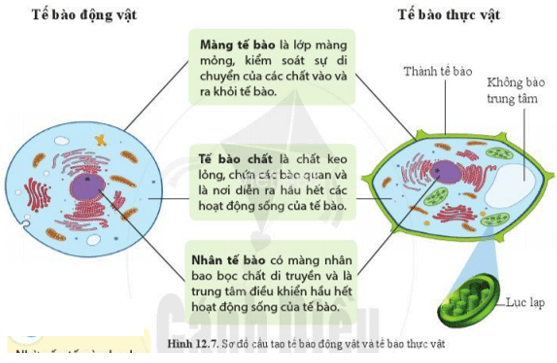 Tế bào động vật
Tế bào thực vật
Màng tế bào là lớp màng
mỏng, kiểm soát sự di
chuyển của các chất vào và
ra khỏi tế bào.
Thành tế bào
Không bào
trung tâm
Tế bào chất là chất keo
lỏng, chứa các bào quan và
là nơi diễn ra hầu hết các
hoạt động sống của tế bào.
Nhân tế bào có màng nhân
bao bọc chất di truyền và là
trung tâm điều khiển hầu hết
hoạt động sống của tế bào.
Lục lạp
Cánh Diều
Hình 12.7. Sơ đồ cấu tạo tế bào động vật và tế bào thực vật